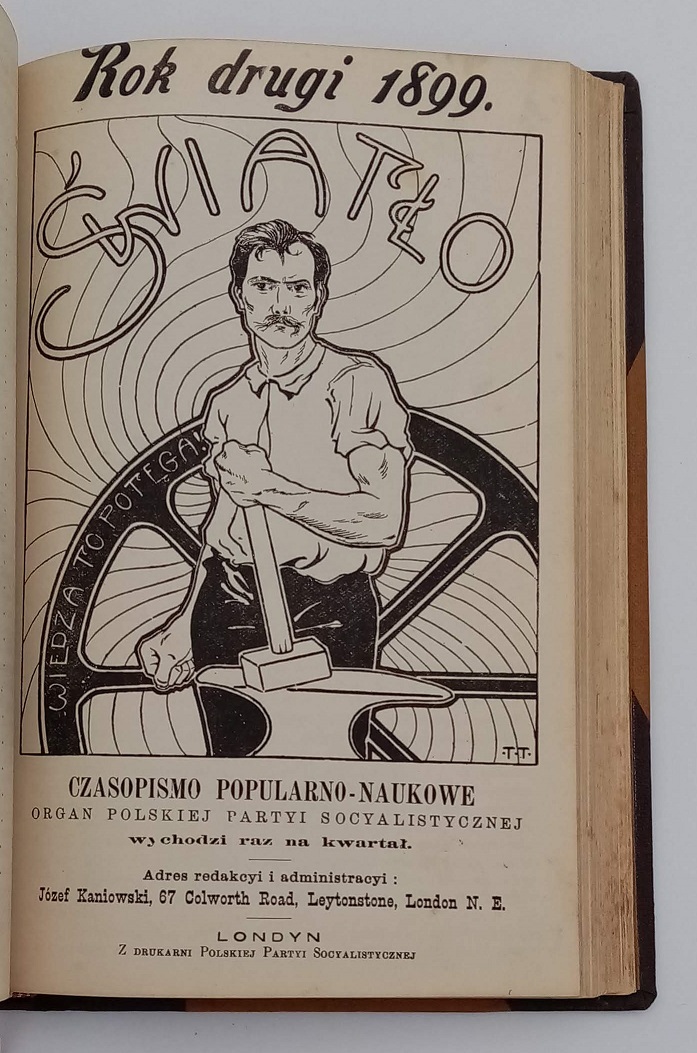 Rok drugi 1899.
ŚWIATŁO
WIEDZA TO POTĘGA!
·T·T·
CZASOPISMO POPULARNO-NAUKOWE
ORGAN POLSKIEJ PARTYI SOCYALISTYCZNEJ
wychodzi raz na kwartał.
Adres redakcyi i administracyi :
Józef Kaniowski, 67 Colworth Road, Leytonstone, London N. E.
LONDYN
Z DRUKARNI POLSKIEJ PARTYI SOCYALISTYCZNEJ